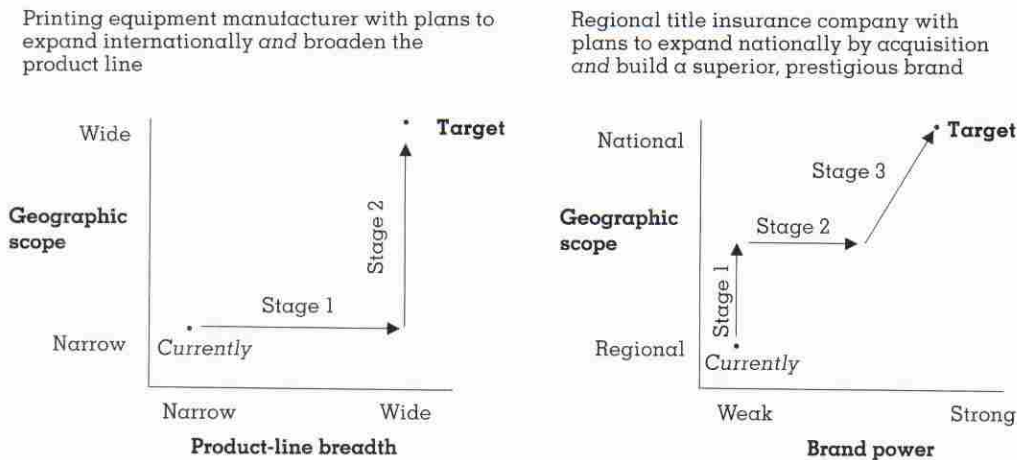 Printing equipment manufacturer with plans to
expand internationally and broaden the
product line
Wide
Target
Geographic
scope
Stage 2
Stage 1
Narrow
Currently
Narrow
Wide
Product-line breadth
Regional title insurance company with
plans to expand nationally by acquisition
and build a superior, prestigious brand
National
Target
Stage 3
Geographic
scope
Stage 2
Stage 1
Regional
Currently
Weak
Strong
Brand power